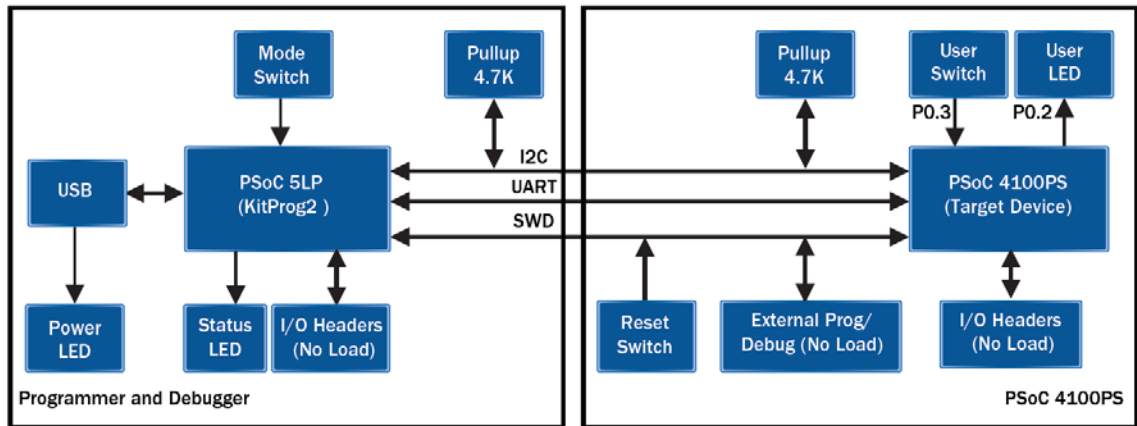 Mode
Switch
Pullup
4.7K
Pullup
4.7K
User
Switch
User
LED
P0.3
P0.2
I2C
UART
SWD
USB
PSoC 5LP
(KitProg2 )
PSoC 4100PS
(Target Device)
Power
LED
Status
LED
I/O Headers
(No Load)
Reset
Switch
External Prog/
Debug (No Load)
I/O Headers
(No Load)
Programmer and Debugger
PSoC 4100PS